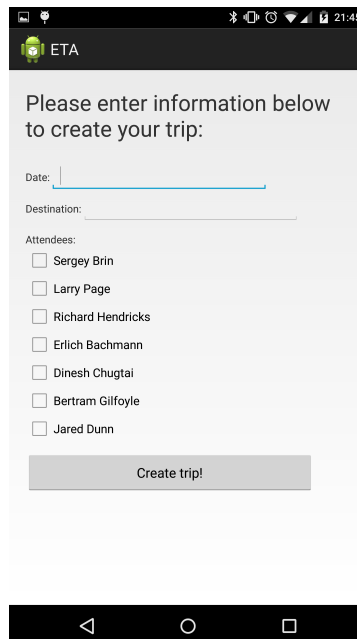 21:45
ETA
Please enter information below
to create your trip:
Date:
Destination:
Attendees:
Sergey Brin
Larry Page
Richard Hendricks
Erlich Bachmann
Dinesh Chugtai
Bertram Gilfoyle
Jared Dunn
Create trip!